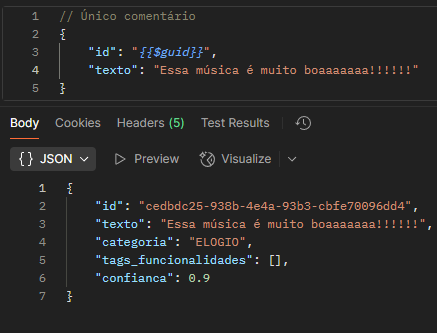 1 // Único comentário
2 {
3 "id": "{{$guid}}",
4 "texto": "Essa música é muito boaaaaaaa!!!!!!"
5 }
Body Cookies Headers (5) Test Results
{} JSON Preview Visualize
1 {
2 "id": "cedbdc25-938b-4e4a-93b3-cbfe70096dd4",
3 "texto": "Essa música é muito boaaaaaaa!!!!!!",
4 "categoria": "ELOGIO",
5 "tags_funcionalidades": [],
6 "confianca": 0.9
7 }